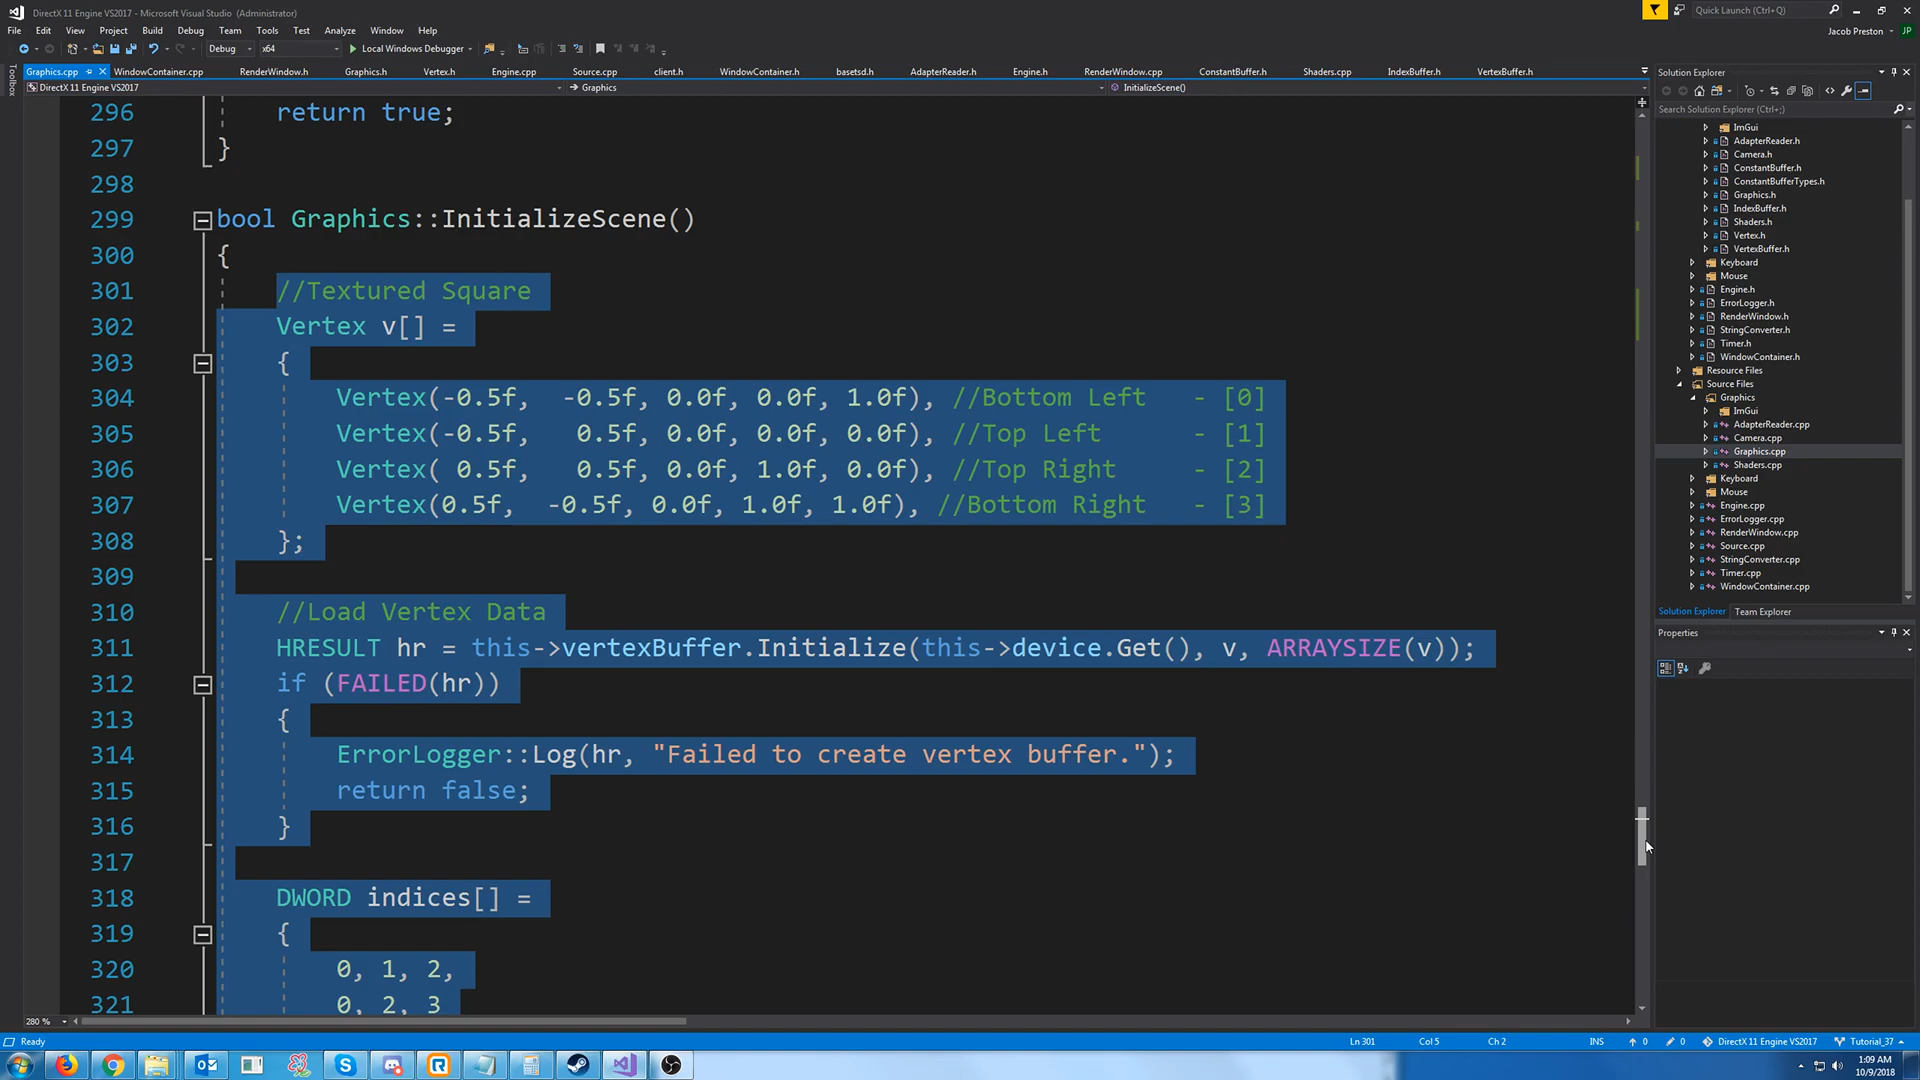 DirectX 11 Engine VS2017 - Microsoft Visual Studio (Administrator)
Quick Launch (Ctrl+Q)
File Edit View Project Build Debug Team Tools Test Analyze Window Help
Jacob Preston JP
Debug x64 Local Windows Debugger
Toolbox
Graphics.cpp WindowContainer.cpp RenderWindow.h Graphics.h Vertex.h Engine.cpp Source.cpp client.h WindowContainer.h basetsd.h AdapterReader.h Engine.h RenderWindow.cpp ConstantBuffer.h Shaders.cpp IndexBuffer.h VertexBuffer.h
DirectX 11 Engine VS2017 Graphics InitializeScene()
296 return true;
297 }
298
299 bool Graphics::InitializeScene()
300 {
301 //Textured Square
302 Vertex v[] =
303 {
304 Vertex(-0.5f, -0.5f, 0.0f, 0.0f, 1.0f), //Bottom Left - [0]
305 Vertex(-0.5f, 0.5f, 0.0f, 0.0f, 0.0f), //Top Left - [1]
306 Vertex( 0.5f, 0.5f, 0.0f, 1.0f, 0.0f), //Top Right - [2]
307 Vertex(0.5f, -0.5f, 0.0f, 1.0f, 1.0f), //Bottom Right - [3]
308 };
309
310 //Load Vertex Data
311 HRESULT hr = this->vertexBuffer.Initialize(this->device.Get(), v, ARRAYSIZE(v));
312 if (FAILED(hr))
313 {
314 ErrorLogger::Log(hr, "Failed to create vertex buffer.");
315 return false;
316 }
317
318 DWORD indices[] =
319 {
320 0, 1, 2,
321 0, 2, 3
280 %
Solution Explorer
Search Solution Explorer (Ctrl+;)
ImGui
AdapterReader.h
Camera.h
ConstantBuffer.h
ConstantBufferTypes.h
Graphics.h
IndexBuffer.h
Shaders.h
Vertex.h
VertexBuffer.h
Keyboard
Mouse
Engine.h
ErrorLogger.h
RenderWindow.h
StringConverter.h
Timer.h
WindowContainer.h
Resource Files
Source Files
Graphics
ImGui
AdapterReader.cpp
Camera.cpp
Graphics.cpp
Shaders.cpp
Keyboard
Mouse
Engine.cpp
ErrorLogger.cpp
RenderWindow.cpp
Source.cpp
StringConverter.cpp
Timer.cpp
WindowContainer.cpp
Solution Explorer Team Explorer
Properties
Ready Ln 301 Col 5 Ch 2 INS 0 0 DirectX 11 Engine VS2017 Tutorial_37
1:09 AM
10/9/2018